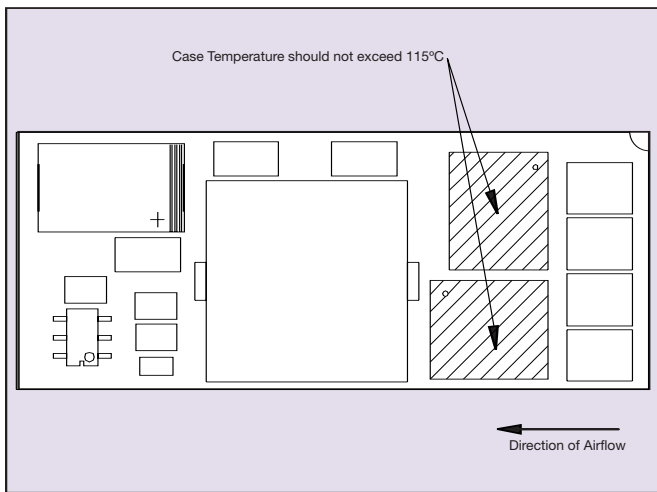 Case Temperature should not exceed 115ºC
Direction of Airflow